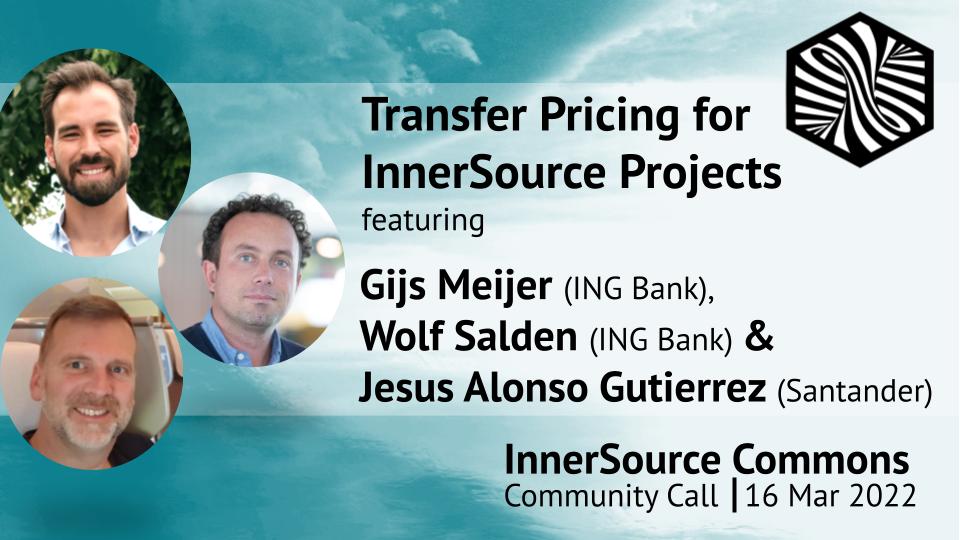 Transfer Pricing for
InnerSource Projects
featuring
Gijs Meijer (ING Bank),
Wolf Salden (ING Bank) &
Jesus Alonso Gutierrez (Santander)
InnerSource Commons
Community Call | 16 Mar 2022